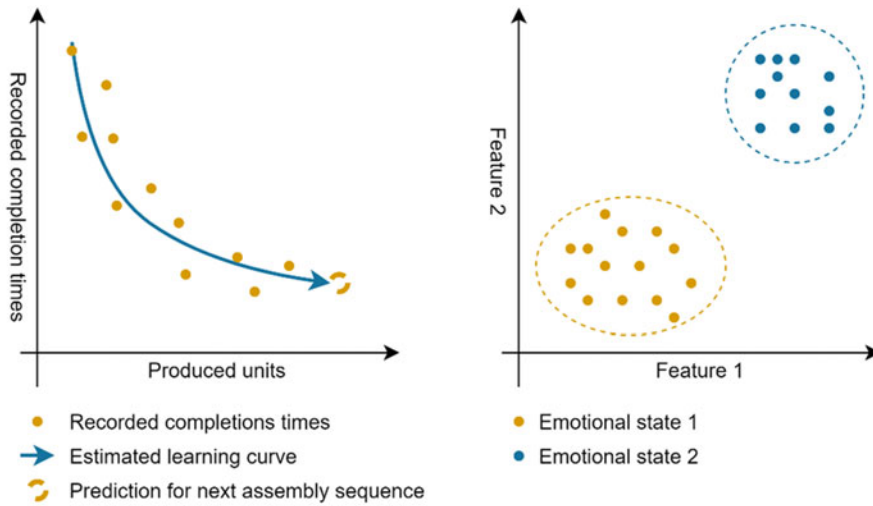 Recorded completion
times
Produced units
Recorded completions times
Estimated learning curve
Prediction for next assembly sequence
Feature 2
Feature 1
Emotional state 1
Emotional state 2